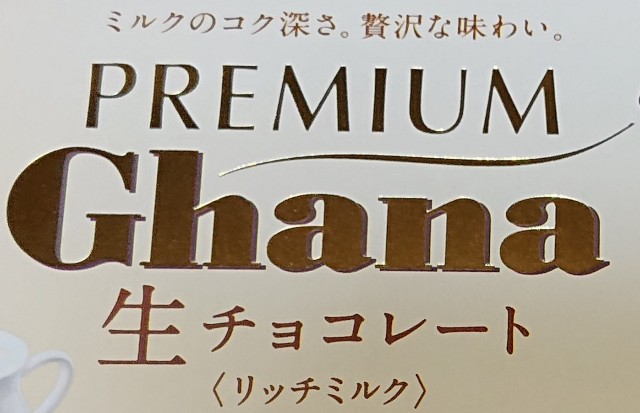 ミルクのコク深さ。贅沢な味わい。
PREMIUM
Ghana
生チョコレート
〈リッチミルク〉